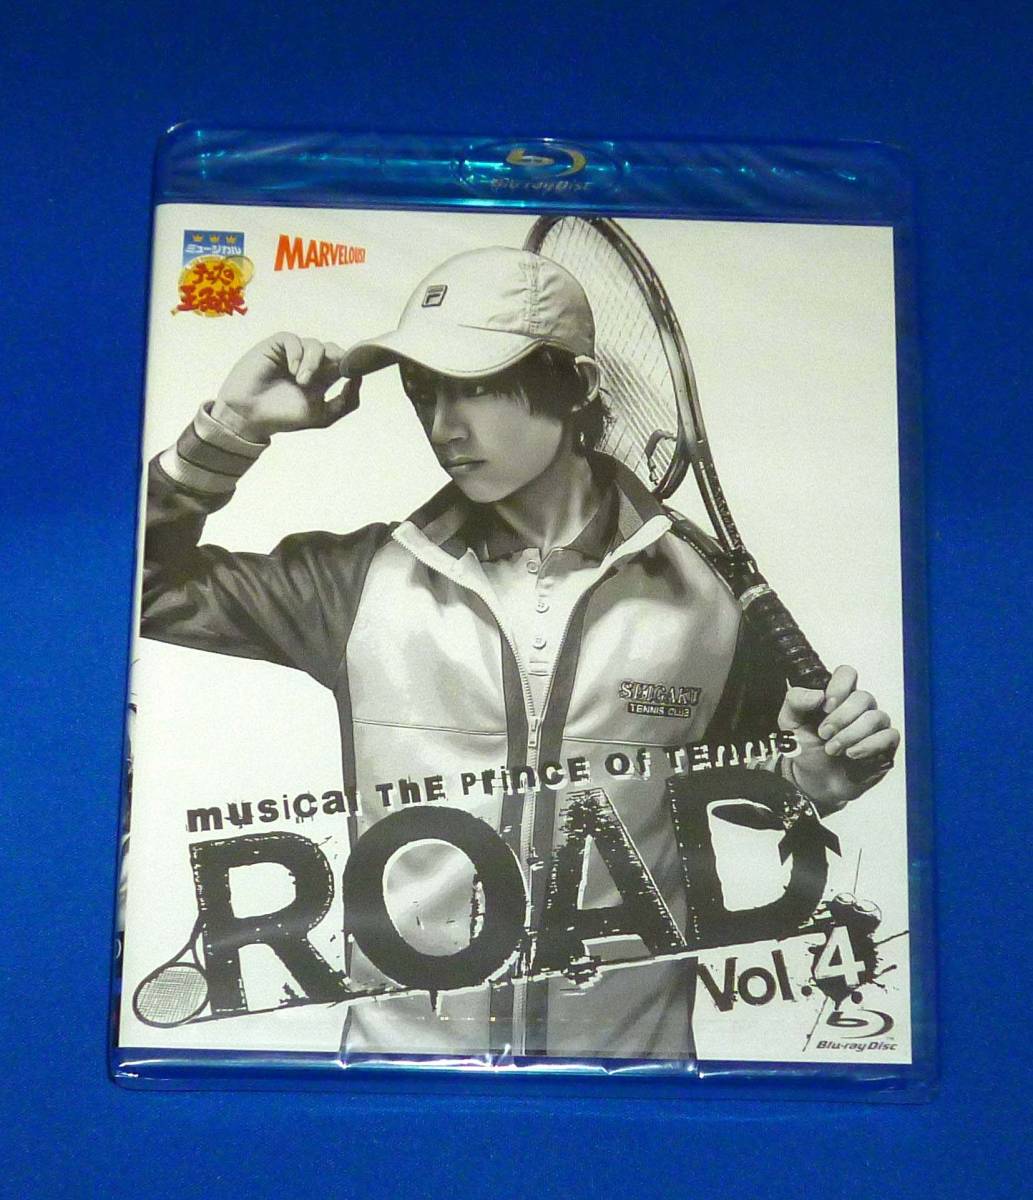 Blu-ray Disc
ミュージカル
テニスの
王子様
MARVELOUS!
F
SEIGAKU
TENNIS CLUB
musical THE PrincE OF TEnniS
ROAD
Vol.4
Blu-ray Disc